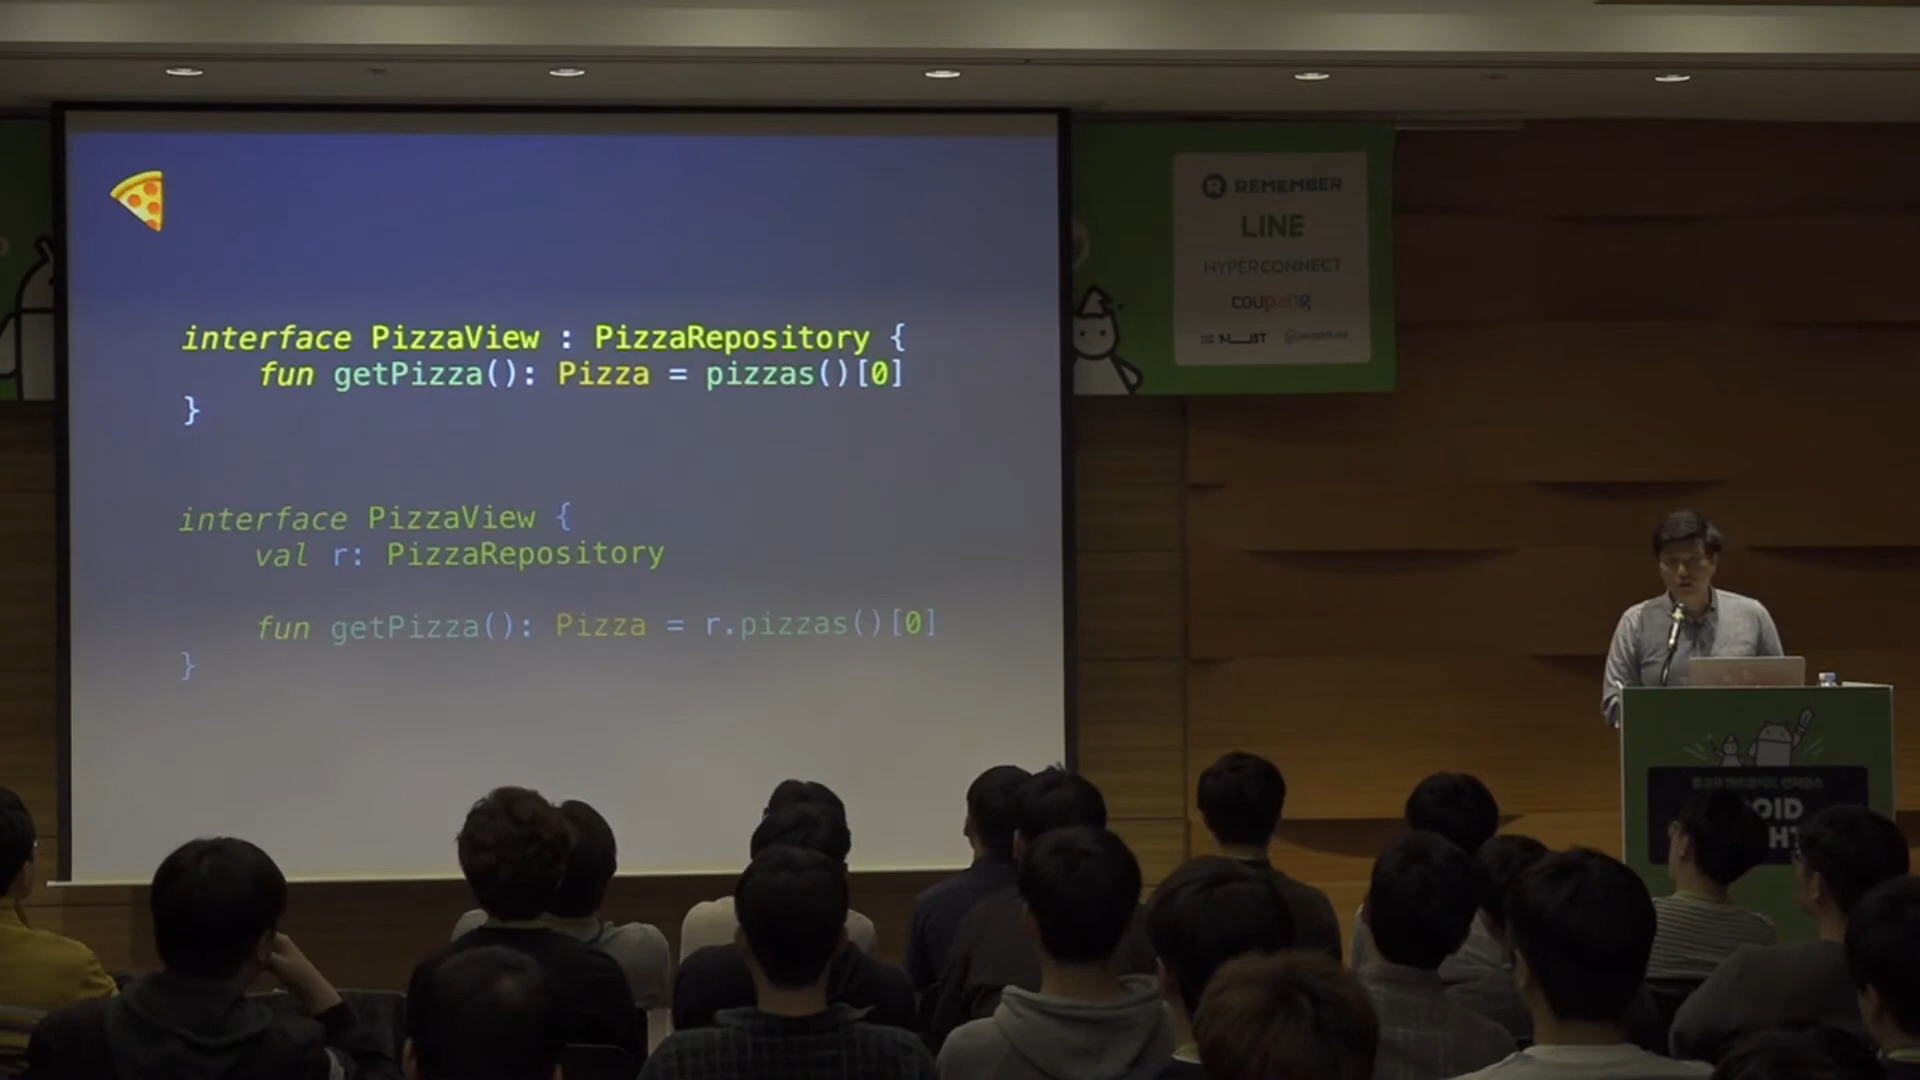 interface PizzaView : PizzaRepository {
    fun getPizza(): Pizza = pizzas()[0]
}
interface PizzaView {
    val r: PizzaRepository
    fun getPizza(): Pizza = r.pizzas()[0]
}
R REMEMBER
LINE
HYPERCONNECT
coupang
OID